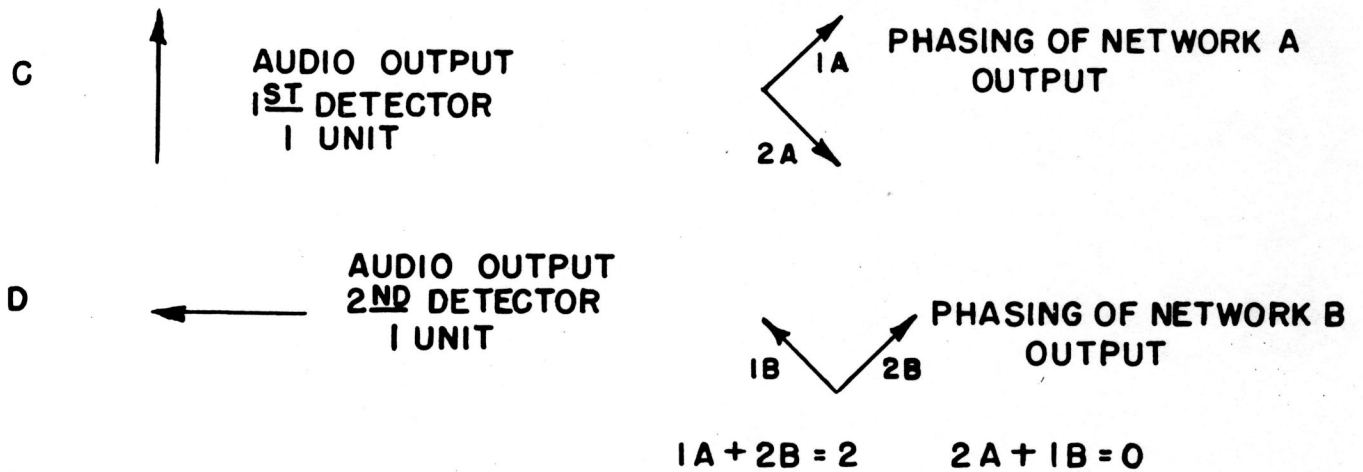 C
AUDIO OUTPUT
1ST DETECTOR
1 UNIT
1A
2A
PHASING OF NETWORK A
OUTPUT
D
AUDIO OUTPUT
2ND DETECTOR
1 UNIT
1B
2B
PHASING OF NETWORK B
OUTPUT
1A + 2B = 2
2A + 1B = 0